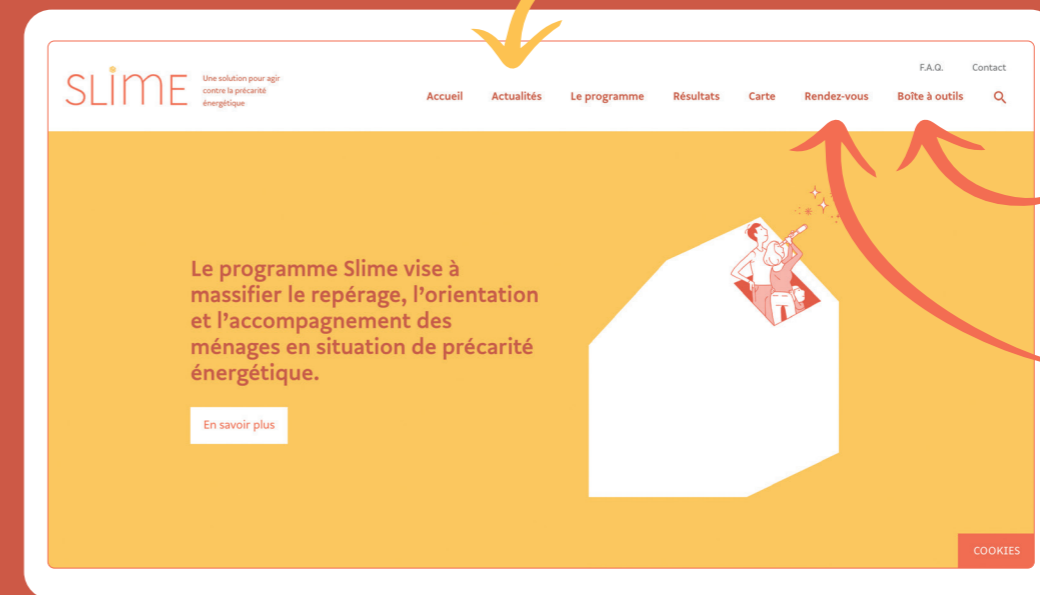 SLIME
Une solution pour agir
contre la précarité
énergétique
F.A.Q. Contact
Accueil Actualités Le programme Résultats Carte Rendez-vous Boîte à outils
Le programme Slime vise à
massifier le repérage, l'orientation
et l'accompagnement des
ménages en situation de précarité
énergétique.
En savoir plus
COOKIES